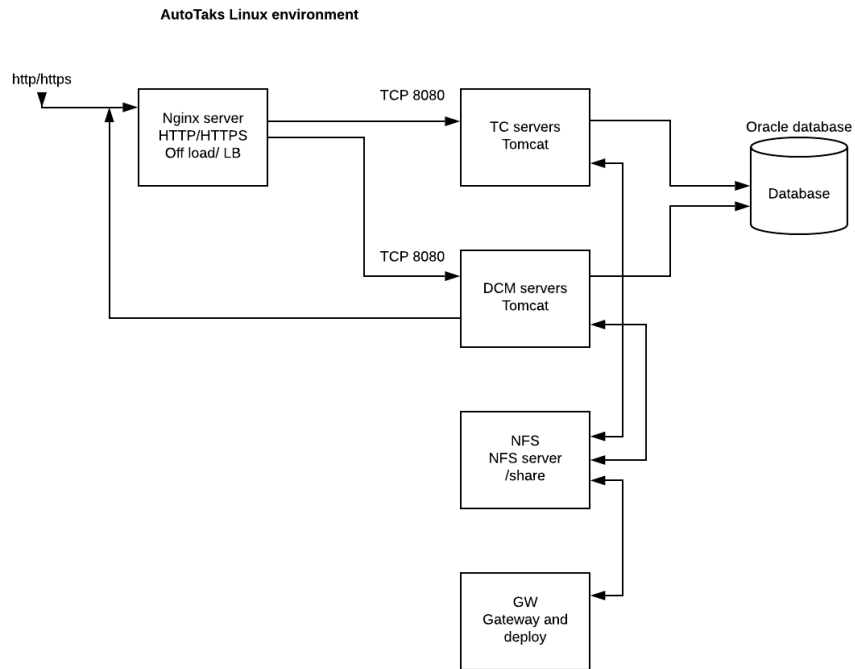 AutoTaks Linux environment
http/https
Nginx server
HTTP/HTTPS
Off load/ LB
TCP 8080
TC servers
Tomcat
Oracle database
Database
TCP 8080
DCM servers
Tomcat
NFS
NFS server
/share
GW
Gateway and
deploy